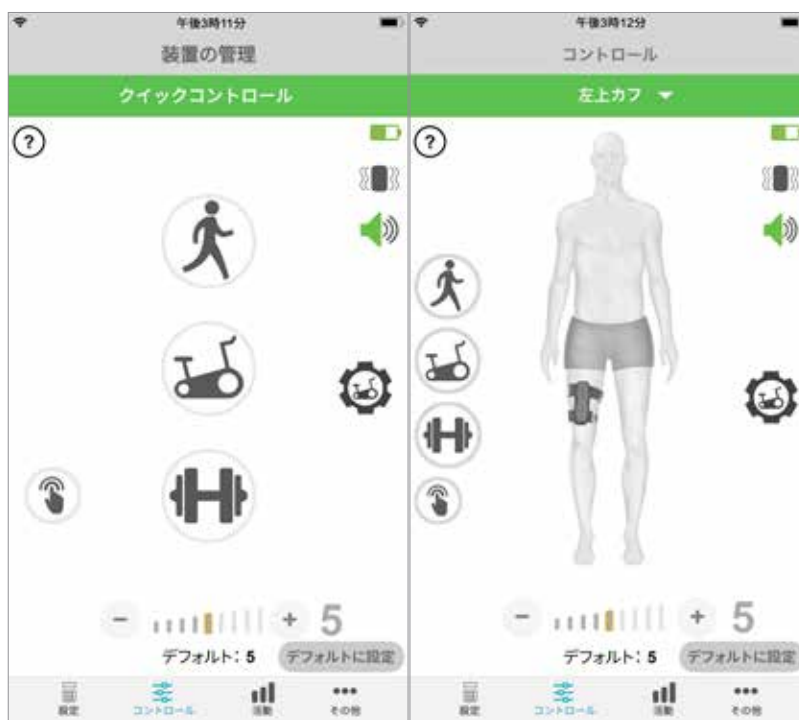 午後3時11分
装置の管理
クイックコントロール
?
− + 5
デフォルト: 5 デフォルトに設定
設定 コントロール 活動 その他
午後3時12分
コントロール
左上カフ
?
− + 5
デフォルト: 5 デフォルトに設定
設定 コントロール 活動 その他